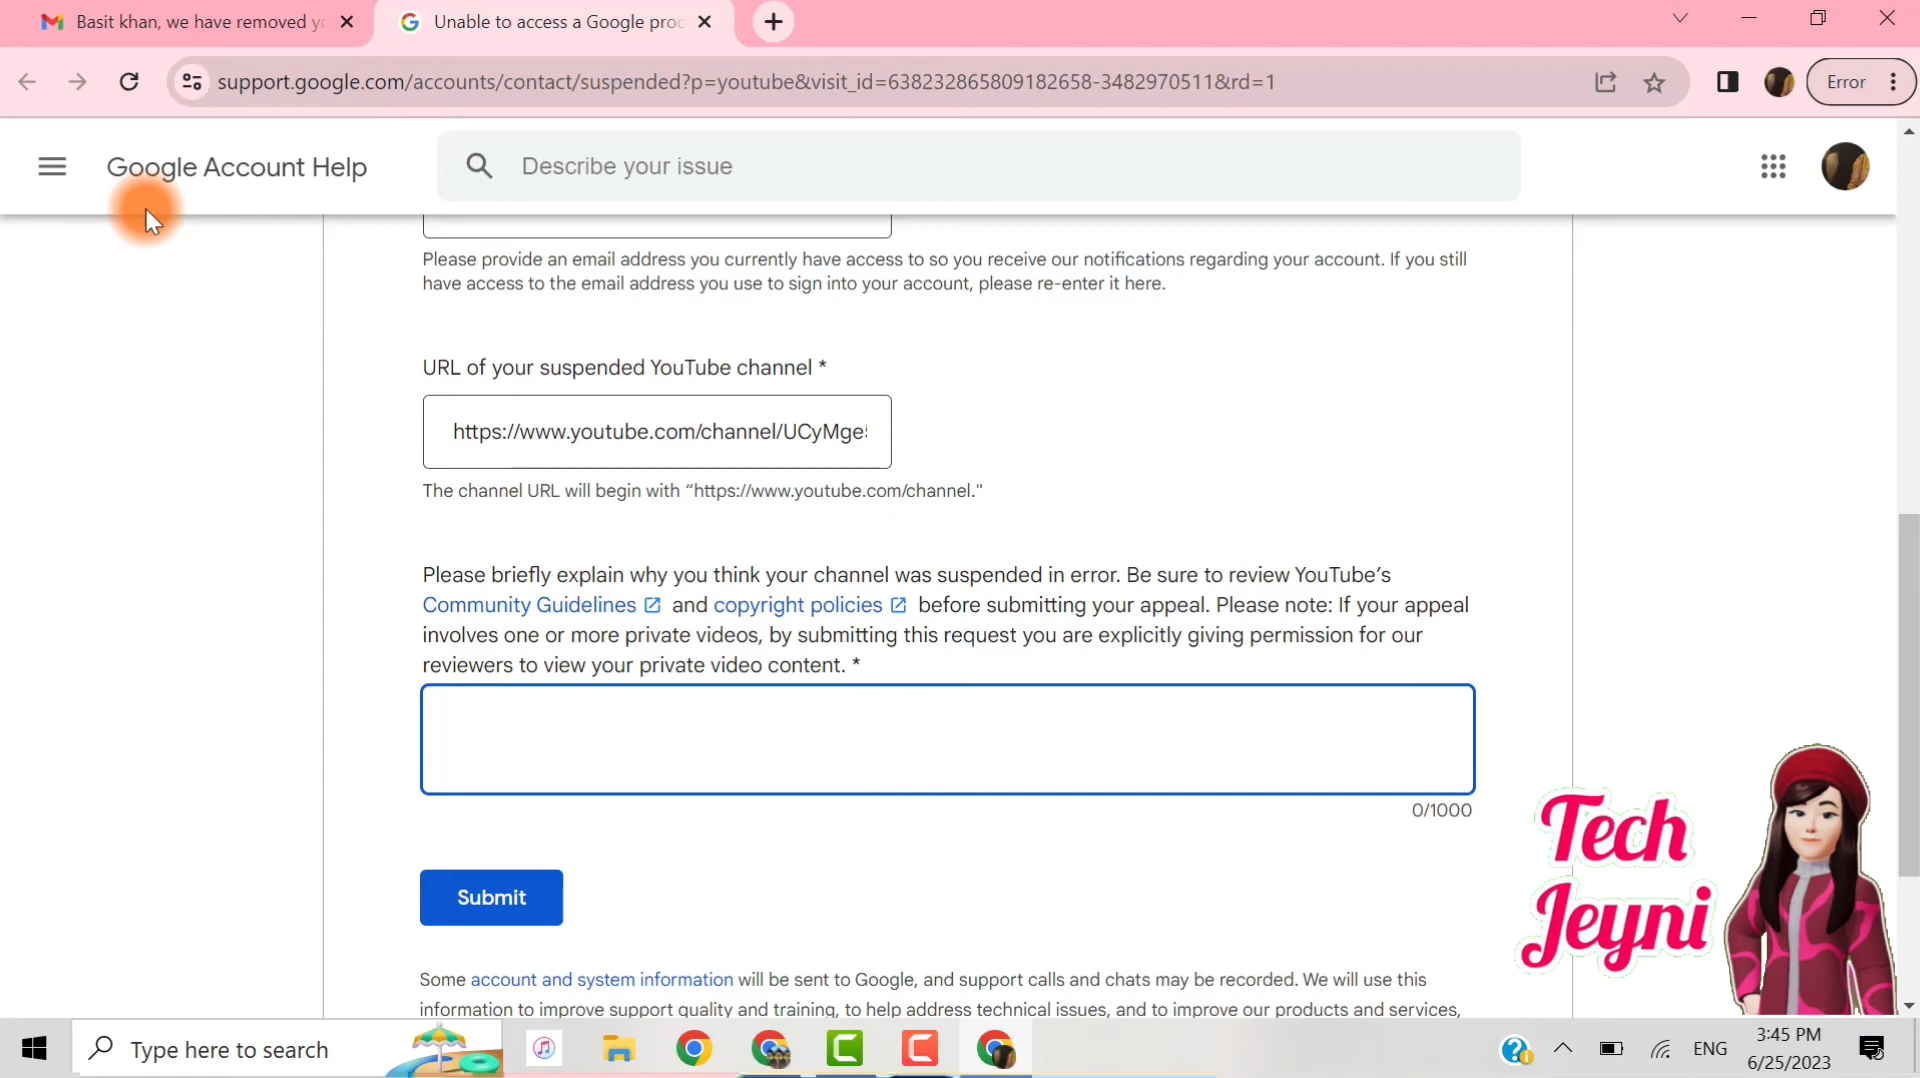 Basit khan, we have removed yo
Unable to access a Google proc
support.google.com/accounts/contact/suspended?p=youtube&visit_id=638232865809182658-3482970511&rd=1
Error
Google Account Help
Describe your issue
Please provide an email address you currently have access to so you receive our notifications regarding your account. If you still
have access to the email address you use to sign into your account, please re-enter it here.
URL of your suspended YouTube channel *
https://www.youtube.com/channel/UCyMge5
The channel URL will begin with “https://www.youtube.com/channel."
Please briefly explain why you think your channel was suspended in error. Be sure to review YouTube’s
Community Guidelines and copyright policies before submitting your appeal. Please note: If your appeal
involves one or more private videos, by submitting this request you are explicitly giving permission for our
reviewers to view your private video content. *
0/1000
Submit
Tech
Jeyni
Some account and system information will be sent to Google, and support calls and chats may be recorded. We will use this
information to improve support quality and training, to help address technical issues, and to improve our products and services,
Type here to search
ENG
3:45 PM
6/25/2023